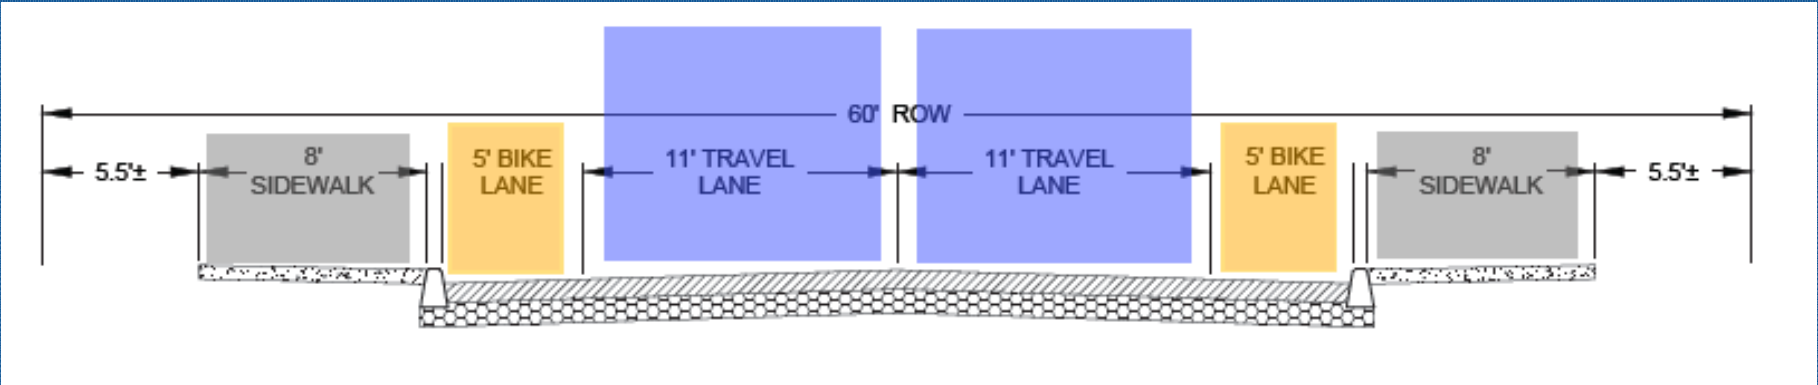 60' ROW
5.5'±
8'
SIDEWALK
5' BIKE
LANE
11' TRAVEL
LANE
11' TRAVEL
LANE
5' BIKE
LANE
8'
SIDEWALK
5.5'±